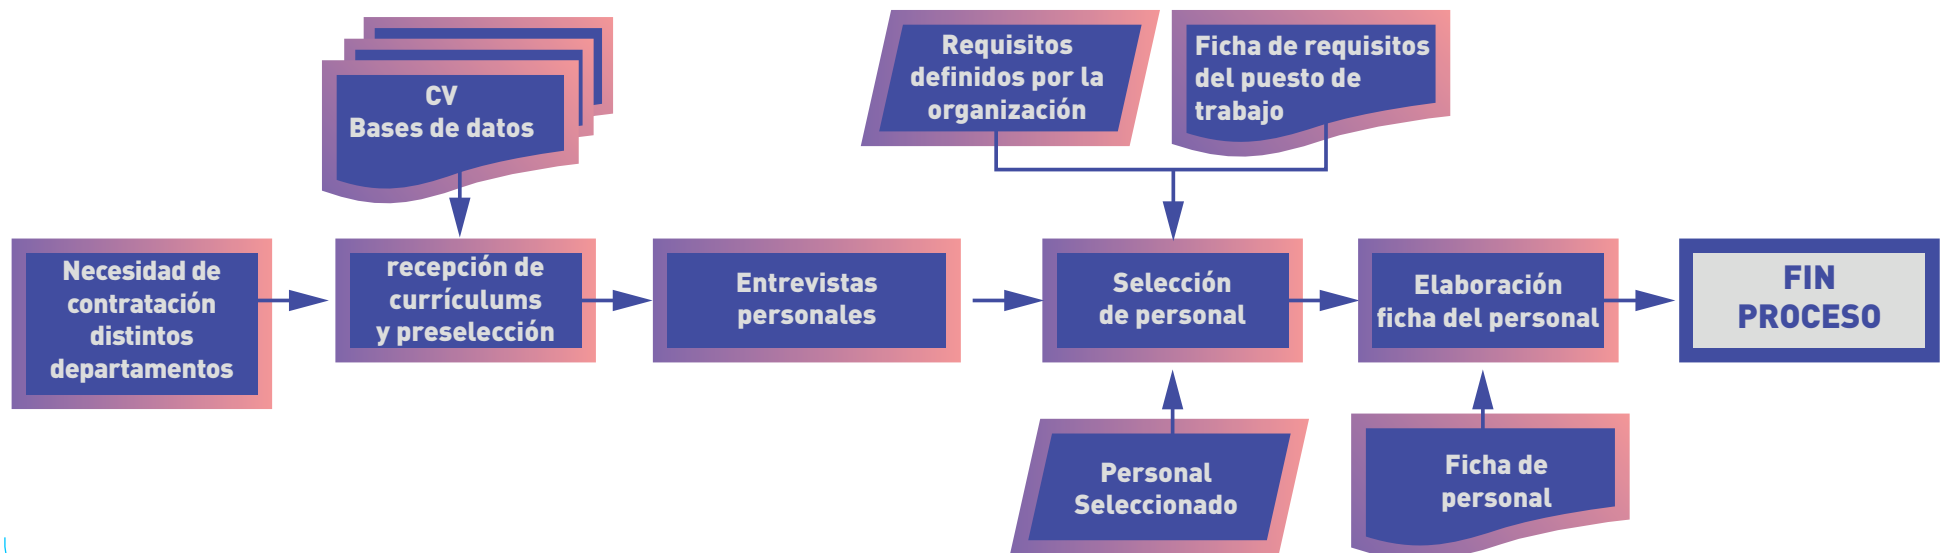 CV
Bases de datos
Requisitos
definidos por la
organización
Ficha de requisitos
del puesto de
trabajo
Necesidad de
contratación
distintos
departamentos
recepción de
currículums
y preselección
Entrevistas
personales
Selección
de personal
Elaboración
ficha del personal
FIN
PROCESO
Personal
Seleccionado
Ficha de
personal